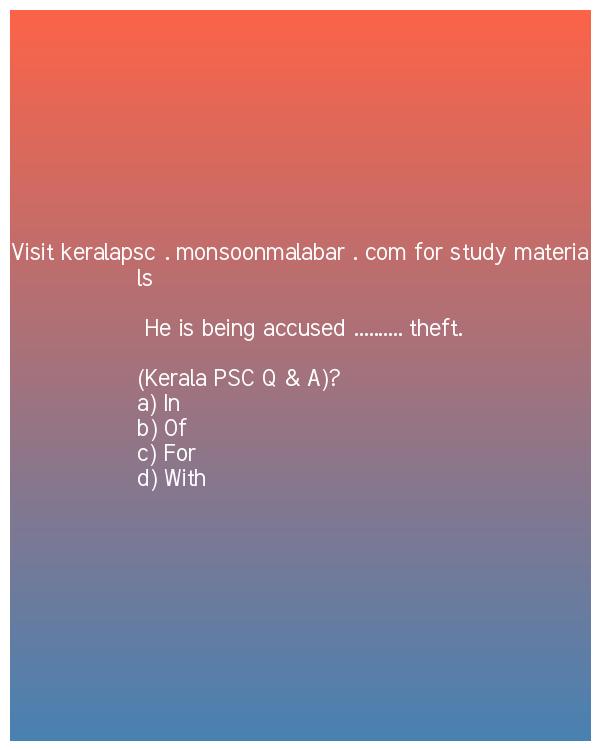 Visit keralapsc . monsoonmalabar . com for study materia
ls
He is being accused .......... theft.
(Kerala PSC Q & A)?
a) In
b) Of
c) For
d) With